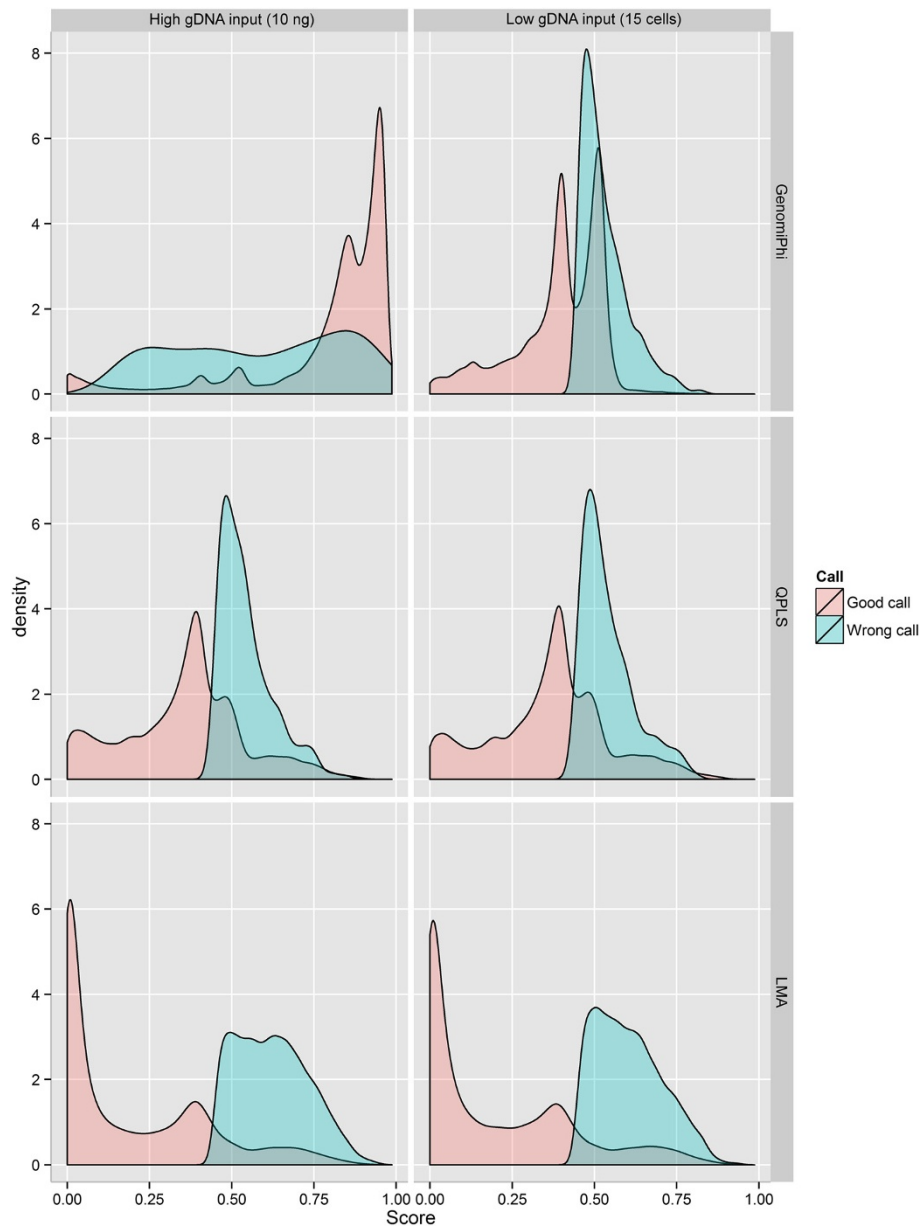 High gDNA input (10 ng)
Low gDNA input (15 cells)
8
6
4
2
0
GenomiPhi
8
6
4
2
0
QPLS
density
Call
Good call
Wrong call
8
6
4
2
0
LMA
0.00 0.25 0.50 0.75 1.00
0.00 0.25 0.50 0.75 1.00
Score